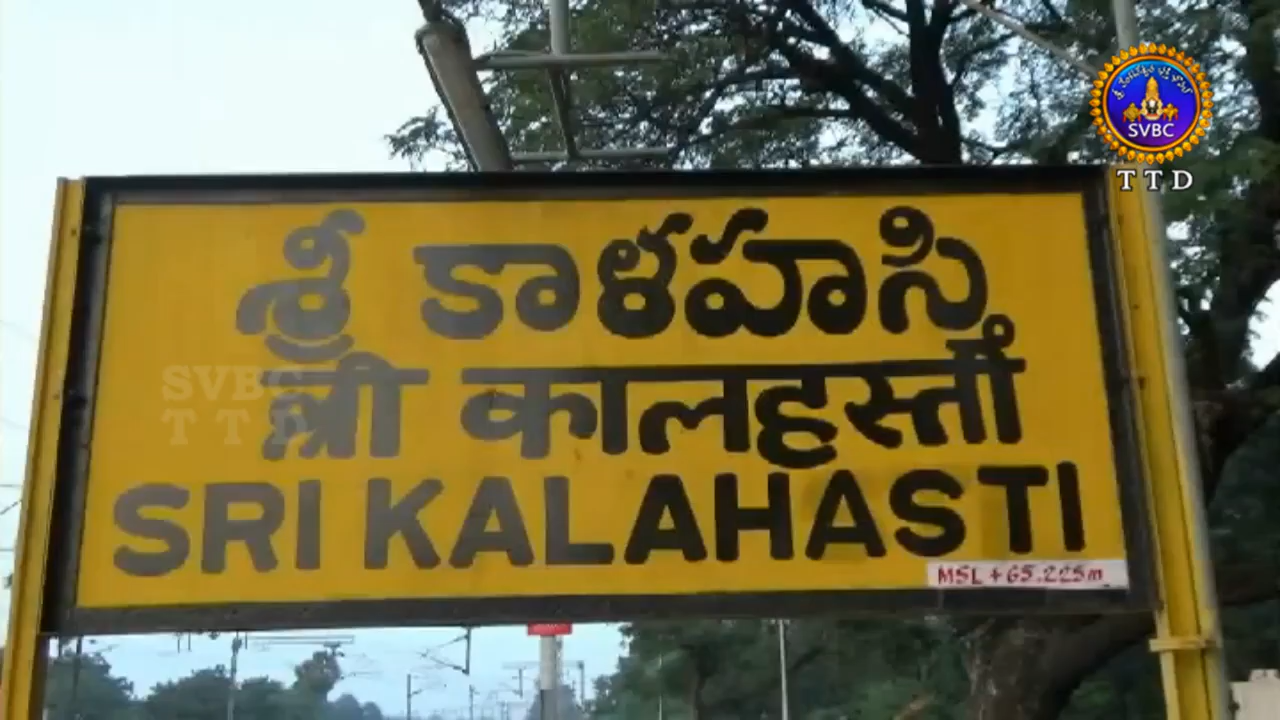 SVBC
TTD
శ్రీ కాళహస్తి
SVBC
TTD
श्री कालहस्ती
SRI KALAHASTI
MSL +65.225m